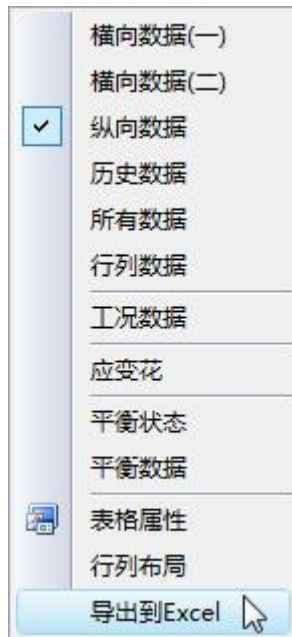 横向数据(一)
横向数据(二)
纵向数据
历史数据
所有数据
行列数据
工况数据
应变花
平衡状态
平衡数据
表格属性
行列布局
导出到Excel